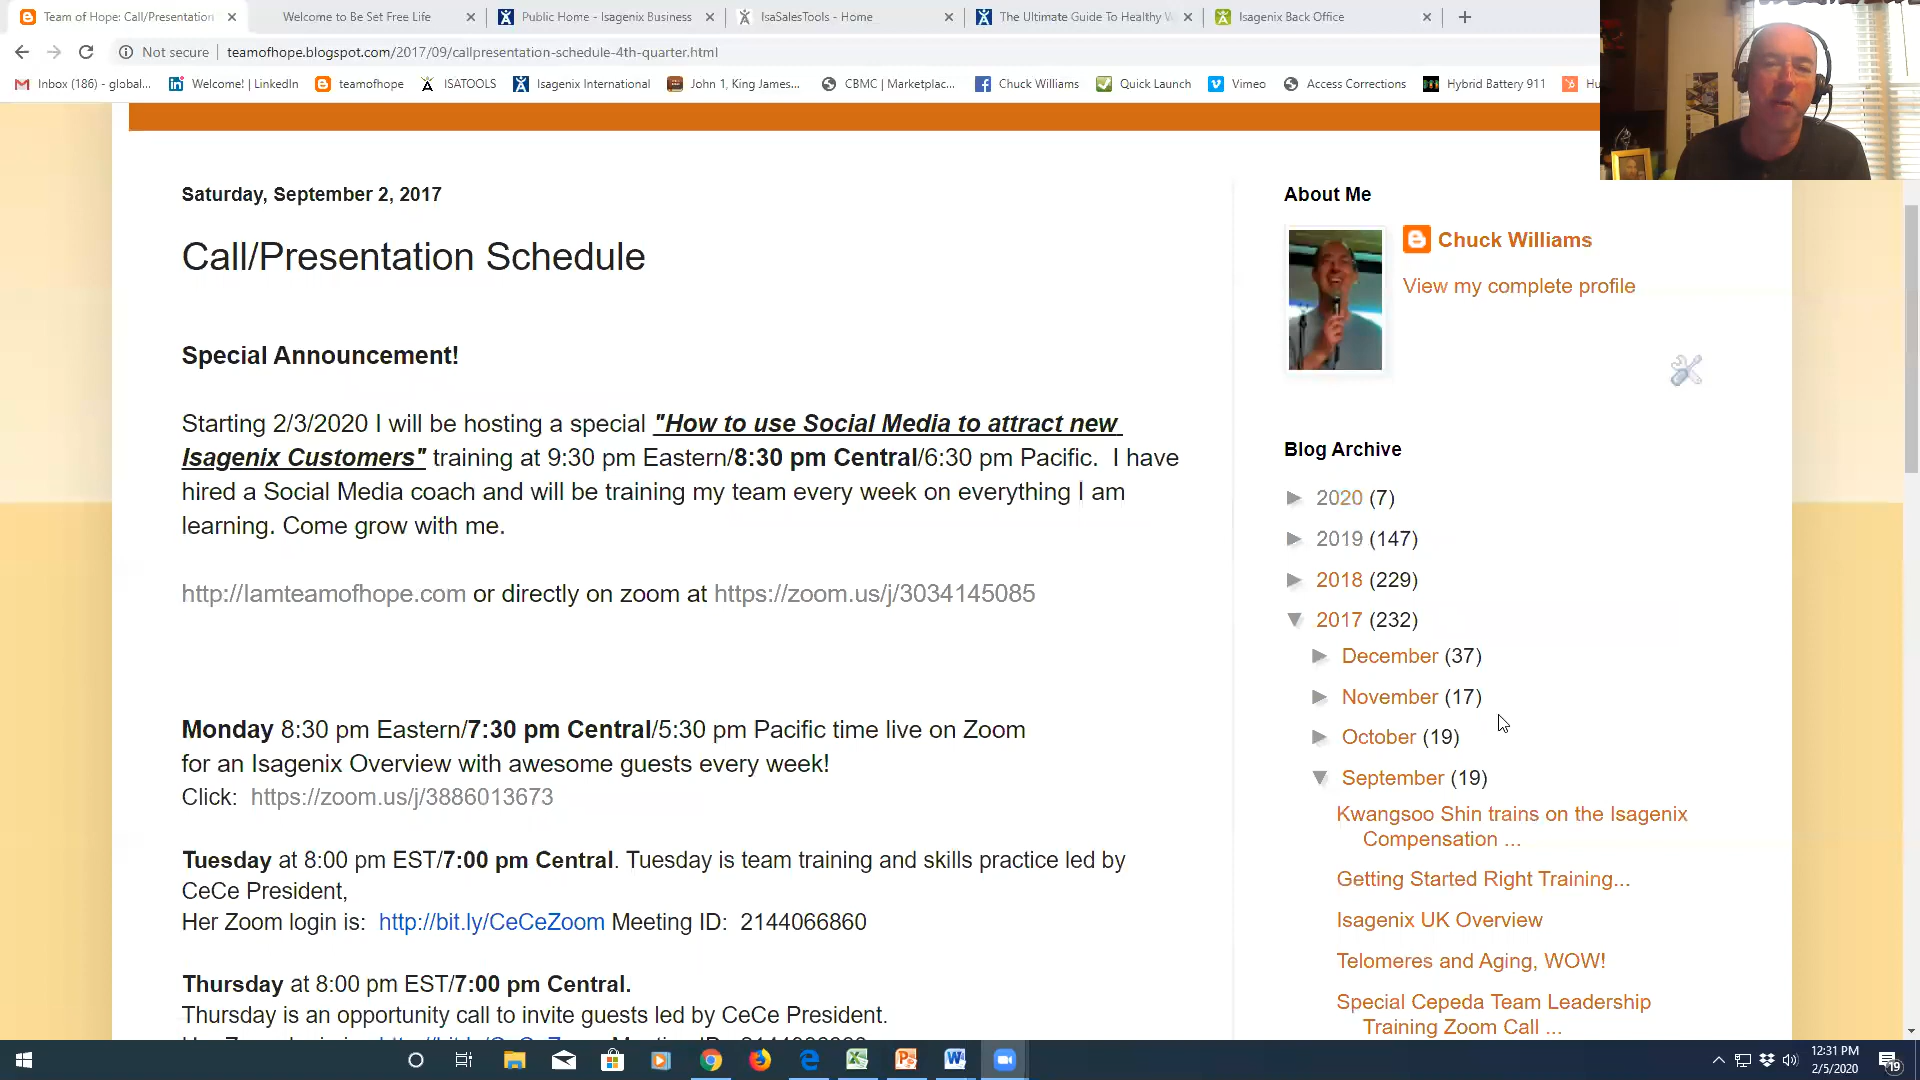 Team of Hope: Call/Presentation
Welcome to Be Set Free Life
Public Home - Isagenix Business
IsaSalesTools - Home
The Ultimate Guide To Healthy W
Isagenix Back Office
Not secure
teamofhope.blogspot.com/2017/09/callpresentation-schedule-4th-quarter.html
Inbox (186) - global...
Welcome! | LinkedIn
teamofhope
ISATOOLS
Isagenix International
John 1, King James...
CBMC | Marketplac...
Chuck Williams
Quick Launch
Vimeo
Access Corrections
Hybrid Battery 911
Saturday, September 2, 2017
Call/Presentation Schedule
Special Announcement!
Starting 2/3/2020 I will be hosting a special "How to use Social Media to attract new
Isagenix Customers" training at 9:30 pm Eastern/8:30 pm Central/6:30 pm Pacific. I have
hired a Social Media coach and will be training my team every week on everything I am
learning. Come grow with me.
http://Iamteamofhope.com or directly on zoom at https://zoom.us/j/3034145085
Monday 8:30 pm Eastern/7:30 pm Central/5:30 pm Pacific time live on Zoom
for an Isagenix Overview with awesome guests every week!
Click: https://zoom.us/j/3886013673
Tuesday at 8:00 pm EST/7:00 pm Central. Tuesday is team training and skills practice led by
CeCe President,
Her Zoom login is: http://bit.ly/CeCeZoom Meeting ID: 2144066860
Thursday at 8:00 pm EST/7:00 pm Central.
Thursday is an opportunity call to invite guests led by CeCe President.
About Me
Chuck Williams
View my complete profile
Blog Archive
2020 (7)
2019 (147)
2018 (229)
2017 (232)
December (37)
November (17)
October (19)
September (19)
Kwangsoo Shin trains on the Isagenix
Compensation ...
Getting Started Right Training...
Isagenix UK Overview
Telomeres and Aging, WOW!
Special Cepeda Team Leadership
Training Zoom Call ...
12:31 PM
2/5/2020
19